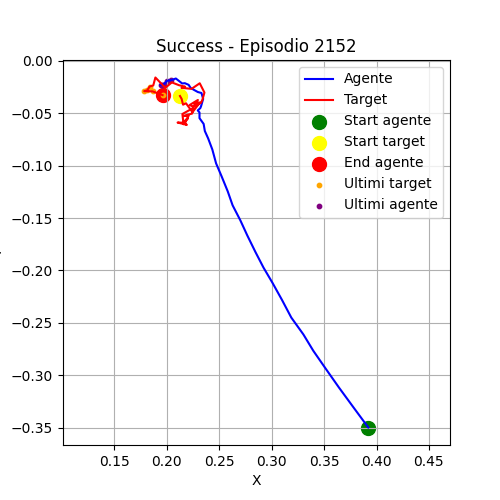 Success - Episodio 2152
Agente
Target
Start agente
Start target
End agente
Ultimi target
Ultimi agente
0.00
−0.05
−0.10
−0.15
−0.20
−0.25
−0.30
−0.35
0.15
0.20
0.25
0.30
0.35
0.40
0.45
X